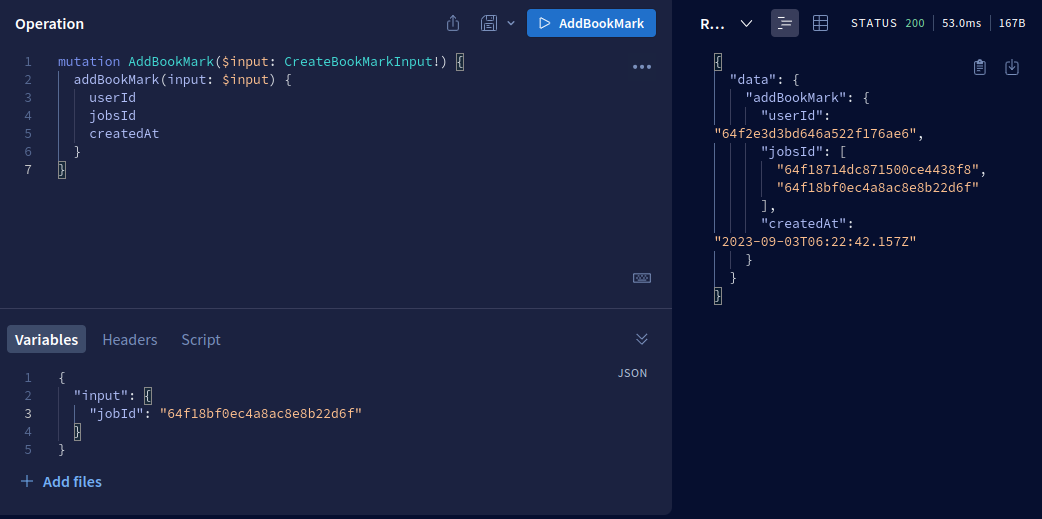 Operation
AddBookMark
1 mutation AddBookMark($input: CreateBookMarkInput!) {
2 addBookMark(input: $input) {
3 userId
4 jobsId
5 createdAt
6 }
7 }
Variables Headers Script
JSON
1 {
2 "input": {
3 "jobId": "64f18bf0ec4a8ac8e8b22d6f"
4 }
5 }
+ Add files
R... STATUS 200 53.0ms 167B
{
"data": {
"addBookMark": {
"userId":
"64f2e3d3bd646a522f176ae6",
"jobsId": [
"64f18714dc871500ce4438f8",
"64f18bf0ec4a8ac8e8b22d6f"
],
"createdAt":
"2023-09-03T06:22:42.157Z"
}
}
}